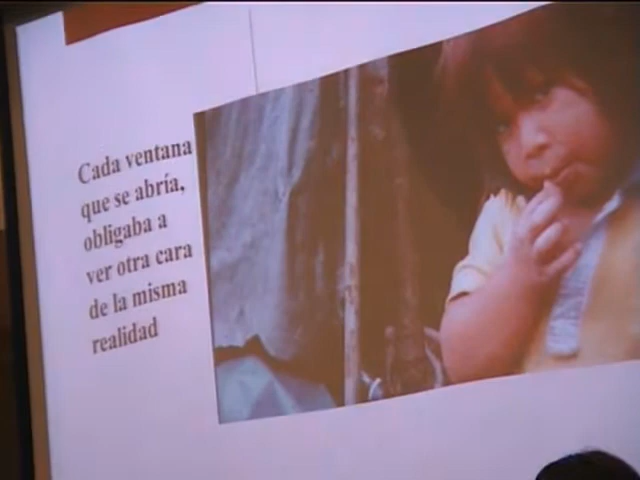 Cada ventana
que se abría,
obligaba a
ver otra cara
de la misma
realidad